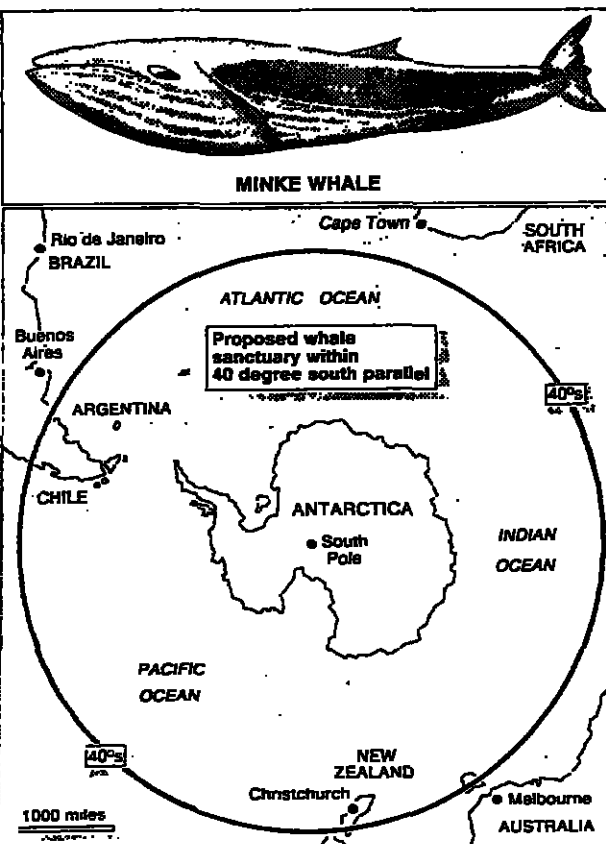 MINKE WHALE
Cape Town
SOUTH
AFRICA
Rio de Janeiro
BRAZIL
ATLANTIC OCEAN
Buenos
Aires
Proposed whale
sanctuary within
40 degree south parallel
40°s
ARGENTINA
CHILE
ANTARCTICA
South
Pole
INDIAN
OCEAN
PACIFIC
OCEAN
40°s
NEW
ZEALAND
Christchurch
Melbourne
1000 miles
AUSTRALIA